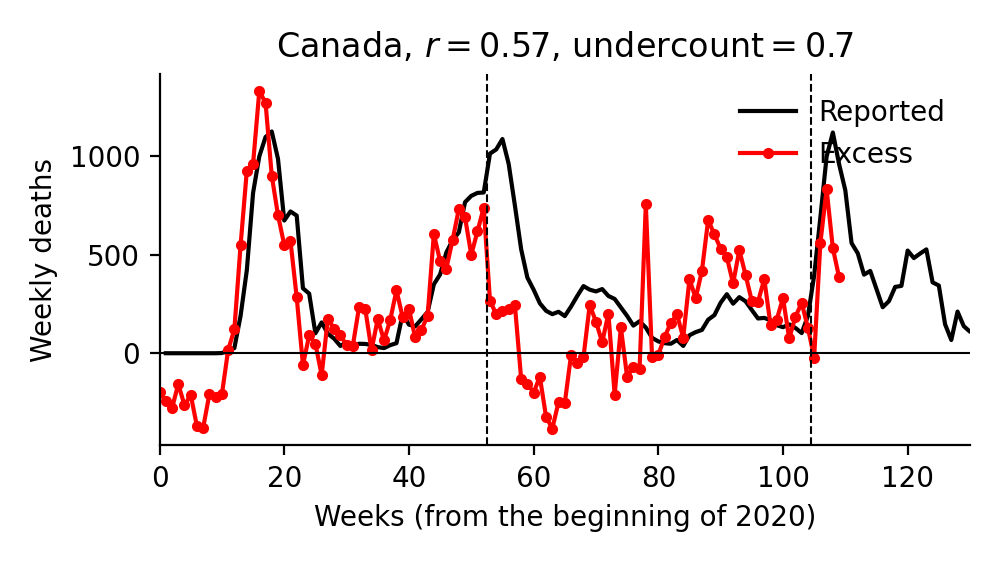 Canada, r = 0.57, undercount = 0.7
Reported
Excess
Weekly deaths
1000
500
0
0 20 40 60 80 100 120
Weeks (from the beginning of 2020)